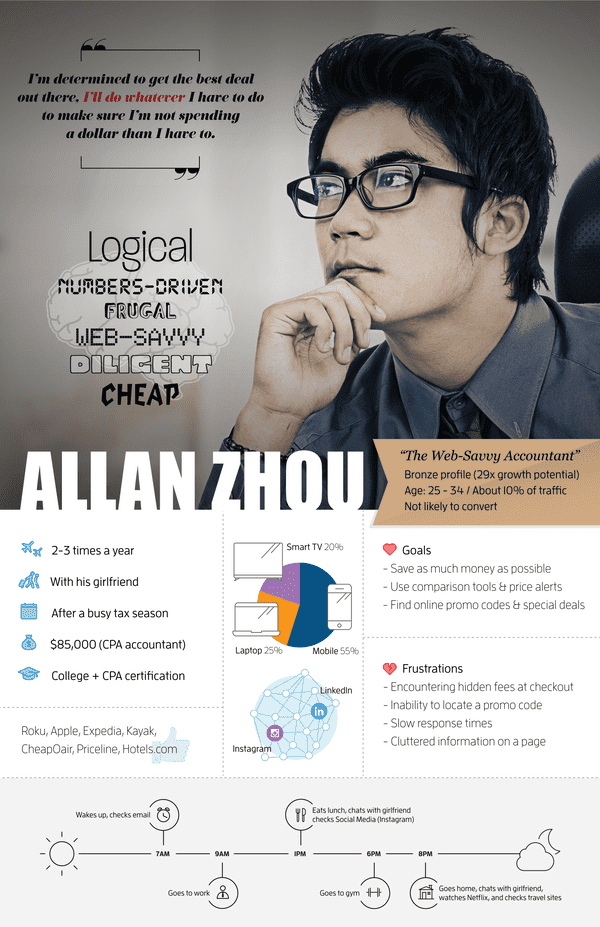 I'm determined to get the best deal
out there. I'll do whatever I have to do
to make sure I'm not spending
a dollar than I have to.
Logical
NUMBERS-DRIVEN
FRUGAL
WEB-SAVVY
DILIGENT
CHEAP
ALLAN ZHOU
“The Web-Savvy Accountant”
Bronze profile (29x growth potential)
Age: 25 - 34 / About 10% of traffic
Not likely to convert
2-3 times a year
With his girlfriend
After a busy tax season
$85,000 (CPA accountant)
College + CPA certification
Roku, Apple, Expedia, Kayak,
CheapOair, Priceline, Hotels.com
Smart TV 20%
Laptop 25%
Mobile 55%
LinkedIn
in
Instagram
Goals
- Save as much money as possible
- Use comparison tools & price alerts
- Find online promo codes & special deals
Frustrations
- Encountering hidden fees at checkout
- Inability to locate a promo code
- Slow response times
- Cluttered information on a page
Wakes up, checks email
7AM
9AM
Goes to work
Eats lunch, chats with girlfriend
checks Social Media (Instagram)
1PM
6PM
Goes to gym
8PM
Goes home, chats with girlfriend,
watches Netflix, and checks travel sites